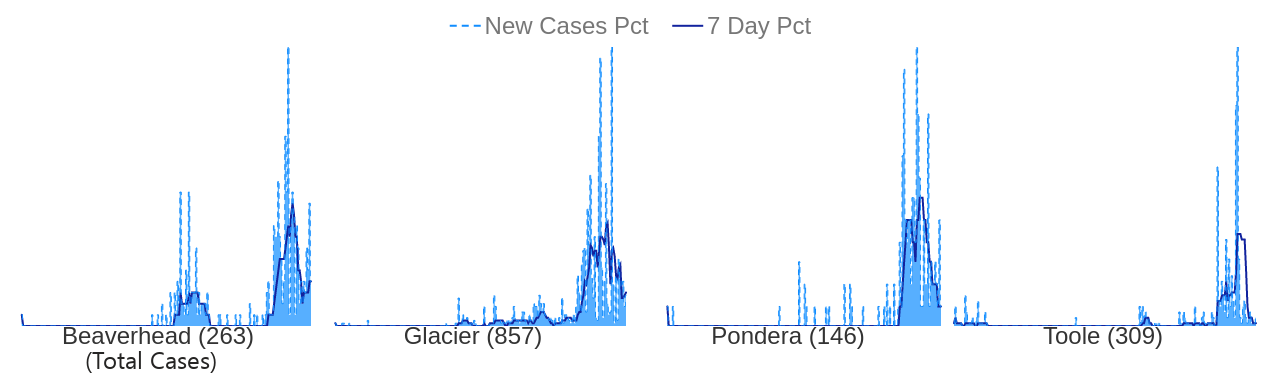 New Cases Pct 7 Day Pct
Beaverhead (263) Glacier (857) Pondera (146) Toole (309)
(Total Cases)